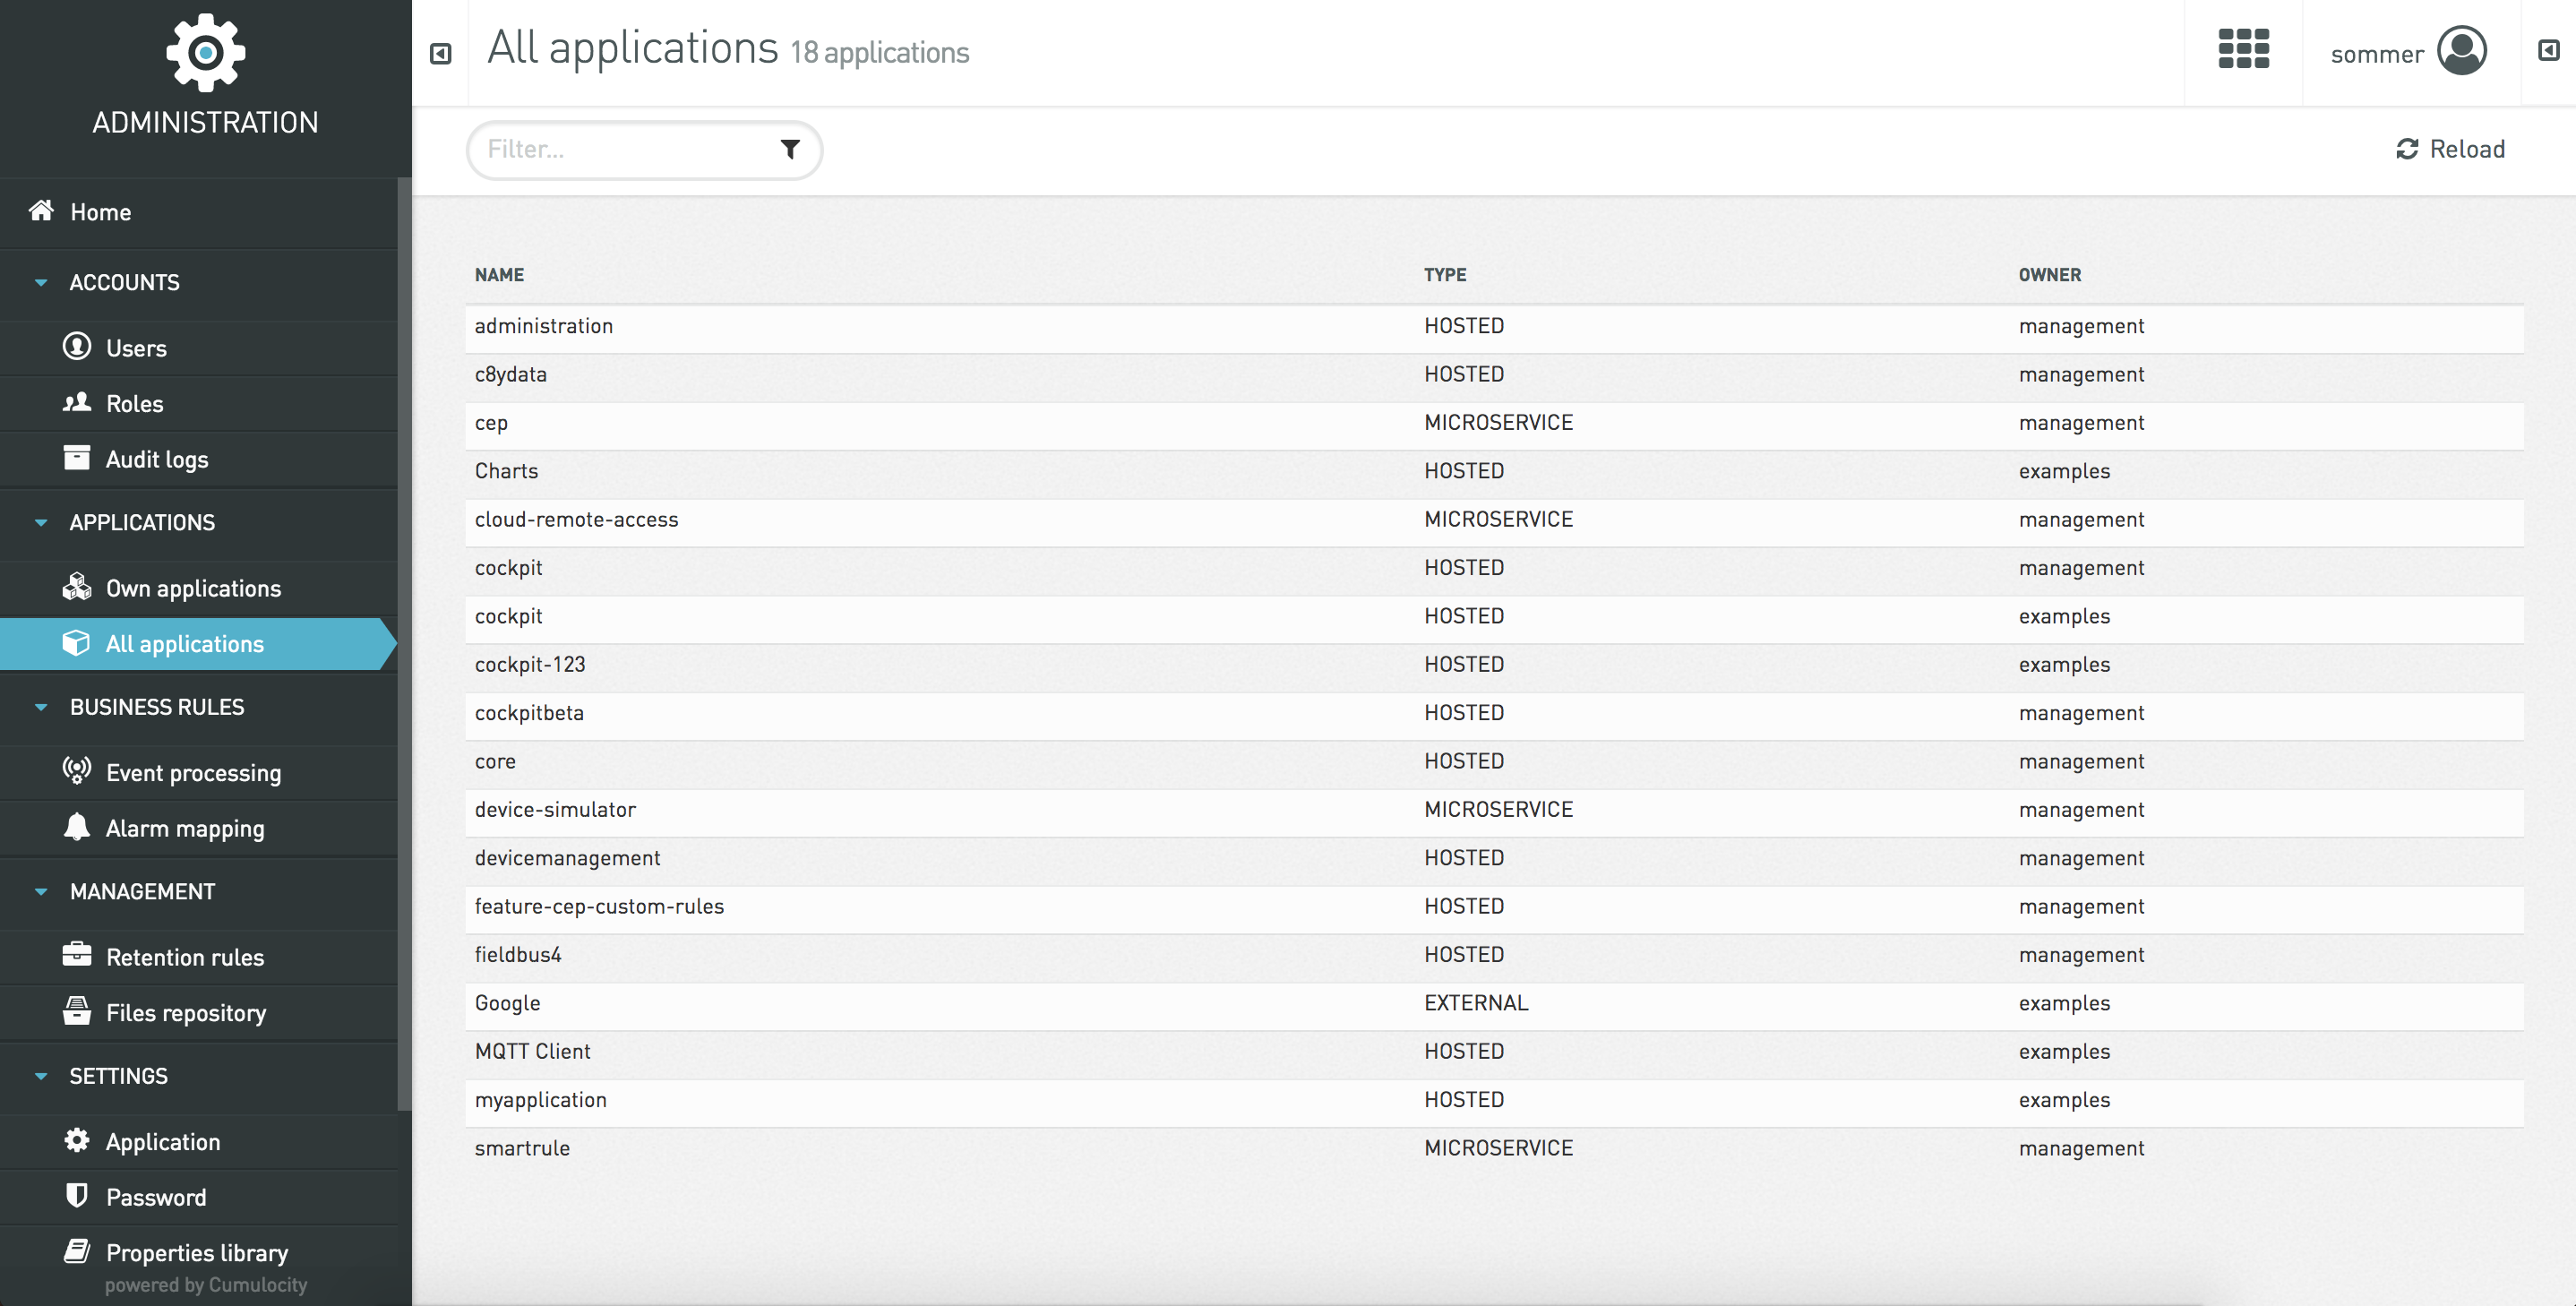 ADMINISTRATION
Home
ACCOUNTS
Users
Roles
Audit logs
APPLICATIONS
Own applications
All applications
BUSINESS RULES
Event processing
Alarm mapping
MANAGEMENT
Retention rules
Files repository
SETTINGS
Application
Password
Properties library
powered by Cumulocity
All applications 18 applications
sommer
Filter...
Reload
NAME TYPE OWNER
administration HOSTED management
c8ydata HOSTED management
cep MICROSERVICE management
Charts HOSTED examples
cloud-remote-access MICROSERVICE management
cockpit HOSTED management
cockpit HOSTED examples
cockpit-123 HOSTED examples
cockpitbeta HOSTED management
core HOSTED management
device-simulator MICROSERVICE management
devicemanagement HOSTED management
feature-cep-custom-rules HOSTED management
fieldbus4 HOSTED management
Google EXTERNAL examples
MQTT Client HOSTED examples
myapplication HOSTED examples
smartrule MICROSERVICE management